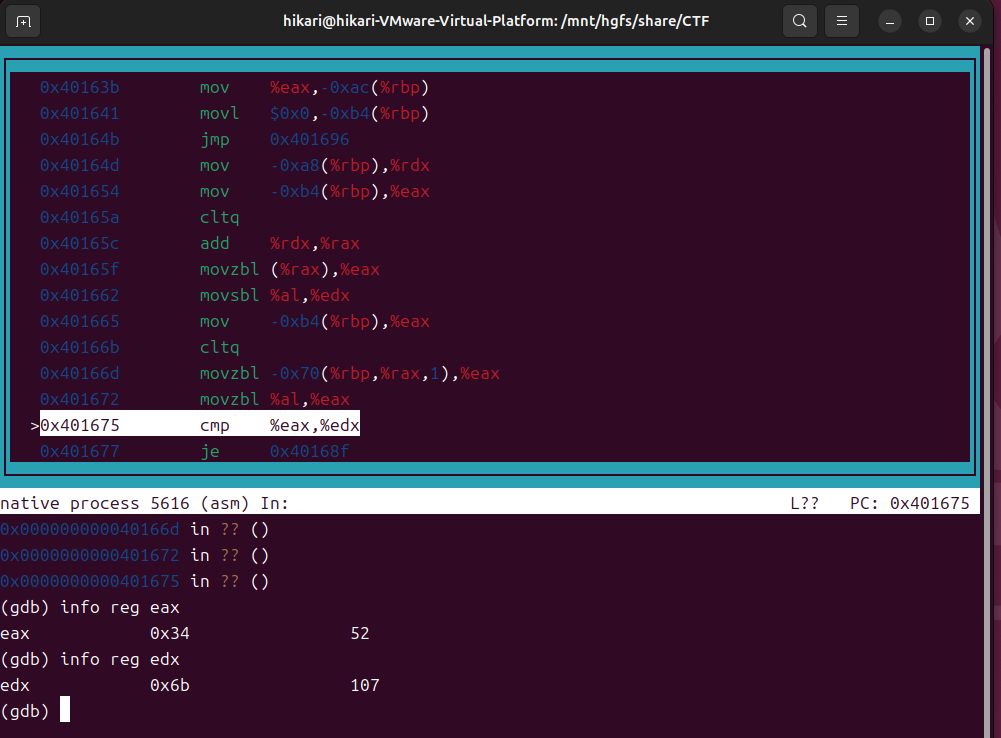 hikari@hikari-VMware-Virtual-Platform: /mnt/hgfs/share/CTF
0x40163b mov %eax,-0xac(%rbp)
0x401641 movl $0x0,-0xb4(%rbp)
0x40164b jmp 0x401696
0x40164d mov -0xa8(%rbp),%rdx
0x401654 mov -0xb4(%rbp),%eax
0x40165a cltq
0x40165c add %rdx,%rax
0x40165f movzbl (%rax),%eax
0x401662 movsbl %al,%edx
0x401665 mov -0xb4(%rbp),%eax
0x40166b cltq
0x40166d movzbl -0x70(%rbp,%rax,1),%eax
0x401672 movzbl %al,%eax
>0x401675 cmp %eax,%edx
0x401677 je 0x40168f
native process 5616 (asm) In: L?? PC: 0x401675
0x000000000040166d in ?? ()
0x0000000000401672 in ?? ()
0x0000000000401675 in ?? ()
(gdb) info reg eax
eax 0x34 52
(gdb) info reg edx
edx 0x6b 107
(gdb)